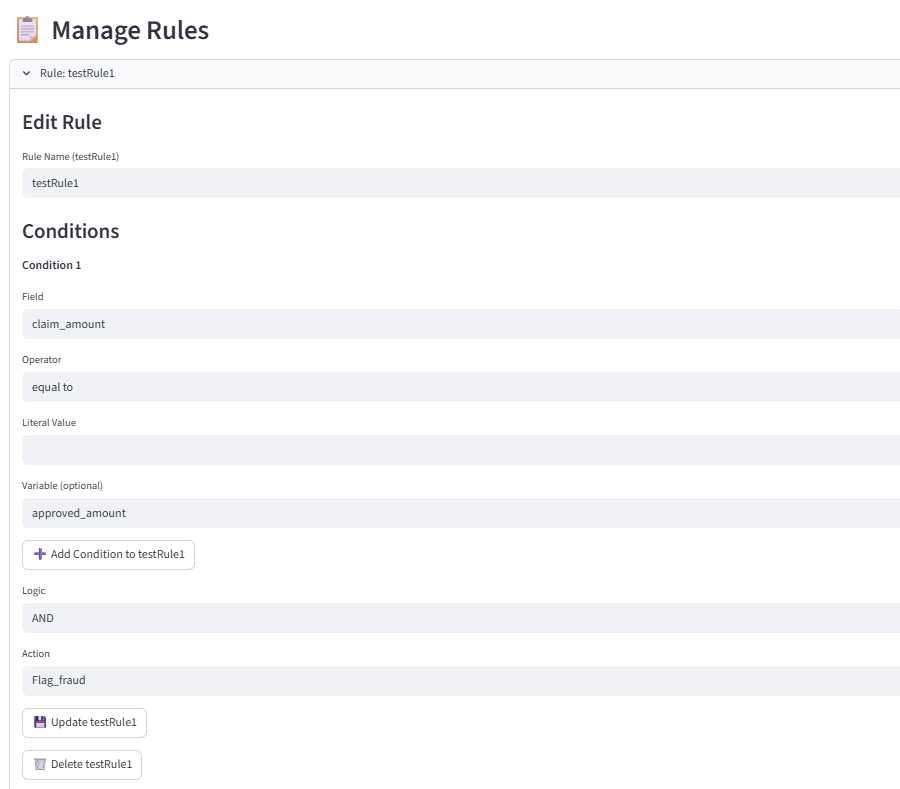 Manage Rules
Rule: testRule1
Edit Rule
Rule Name (testRule1)
testRule1
Conditions
Condition 1
Field
claim_amount
Operator
equal to
Literal Value
Variable (optional)
approved_amount
Add Condition to testRule1
Logic
AND
Action
Flag_fraud
Update testRule1
Delete testRule1